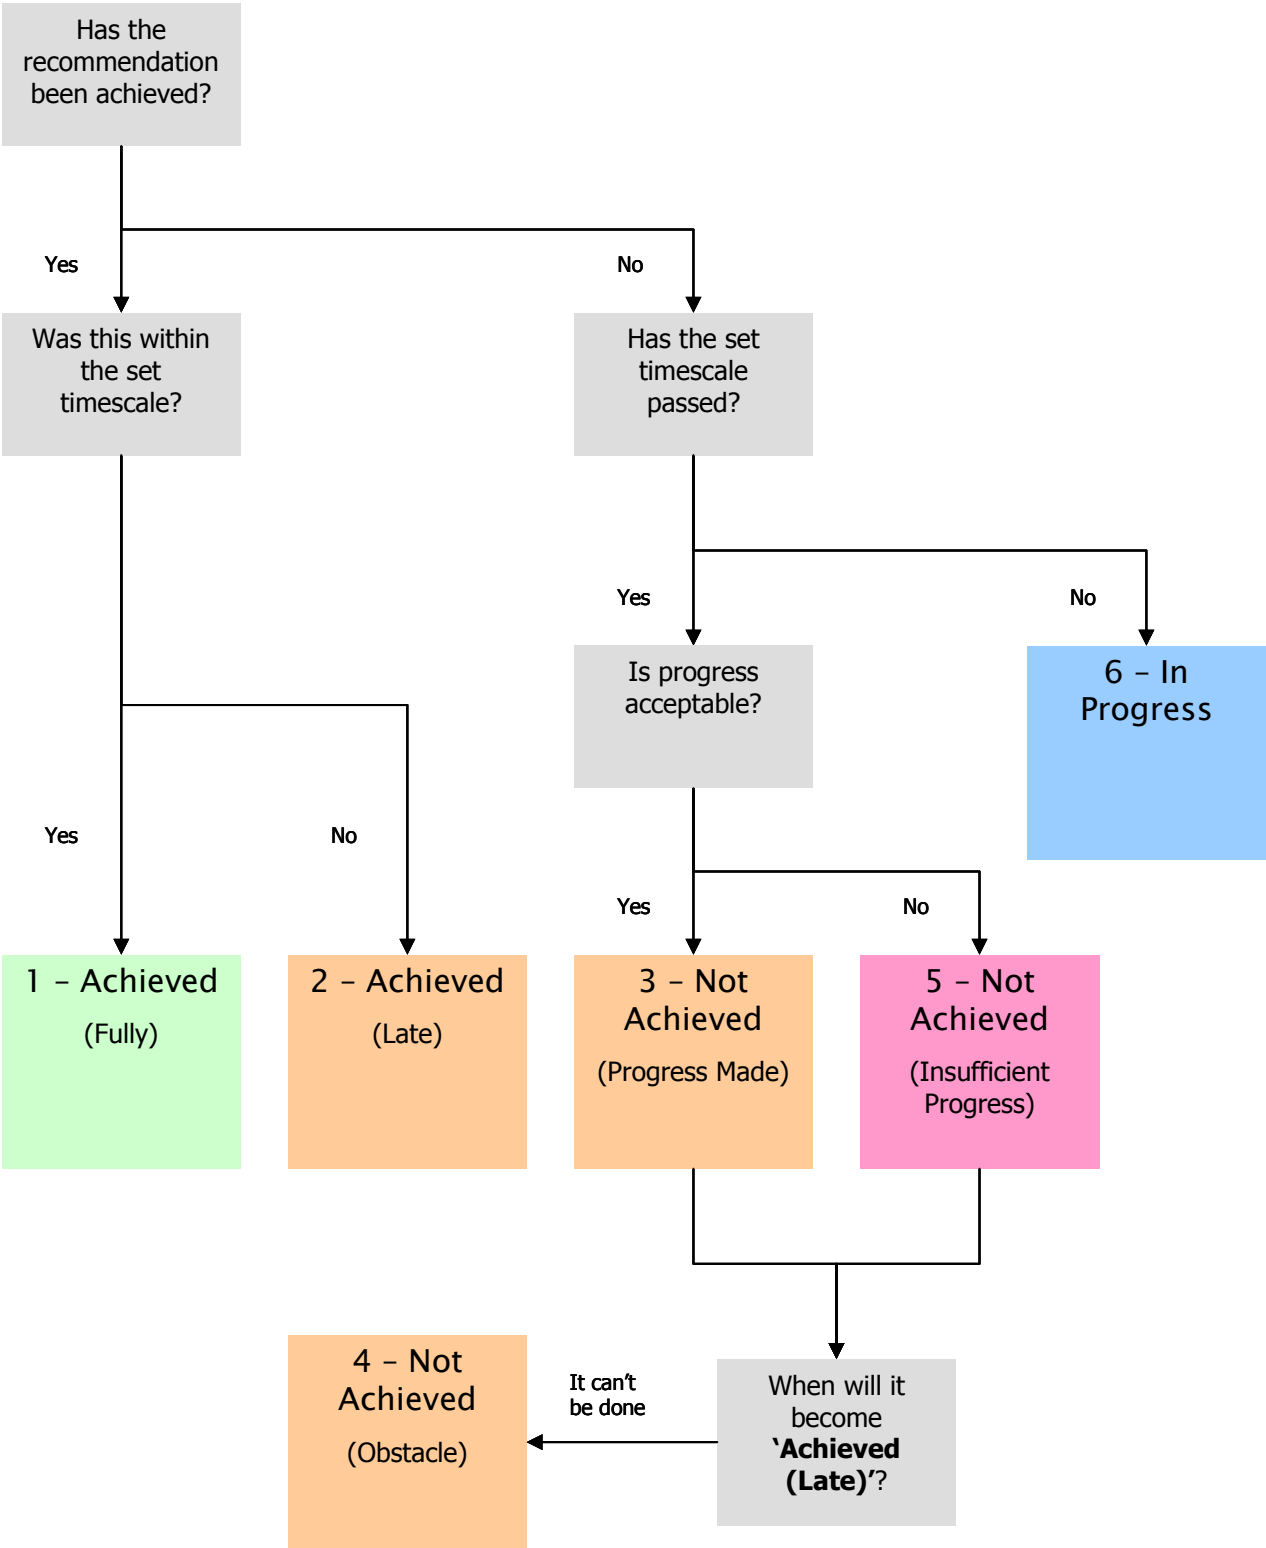 Has the
recommendation
been achieved?
Yes
No
Was this within
the set
timescale?
Has the set
timescale
passed?
Yes
No
Is progress
acceptable?
6 – In
Progress
Yes
No
Yes
No
1 – Achieved
(Fully)
2 – Achieved
(Late)
3 – Not
Achieved
(Progress Made)
5 – Not
Achieved
(Insufficient
Progress)
4 – Not
Achieved
(Obstacle)
It can't
be done
When will it
become
‘Achieved
(Late)’?